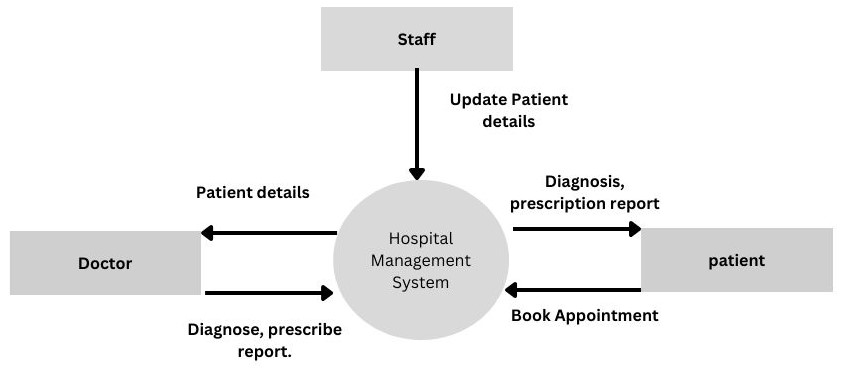 Staff
Update Patient
details
Patient details
Diagnosis,
prescription report
Hospital
Management
System
Doctor
patient
Diagnose, prescribe
report.
Book Appointment